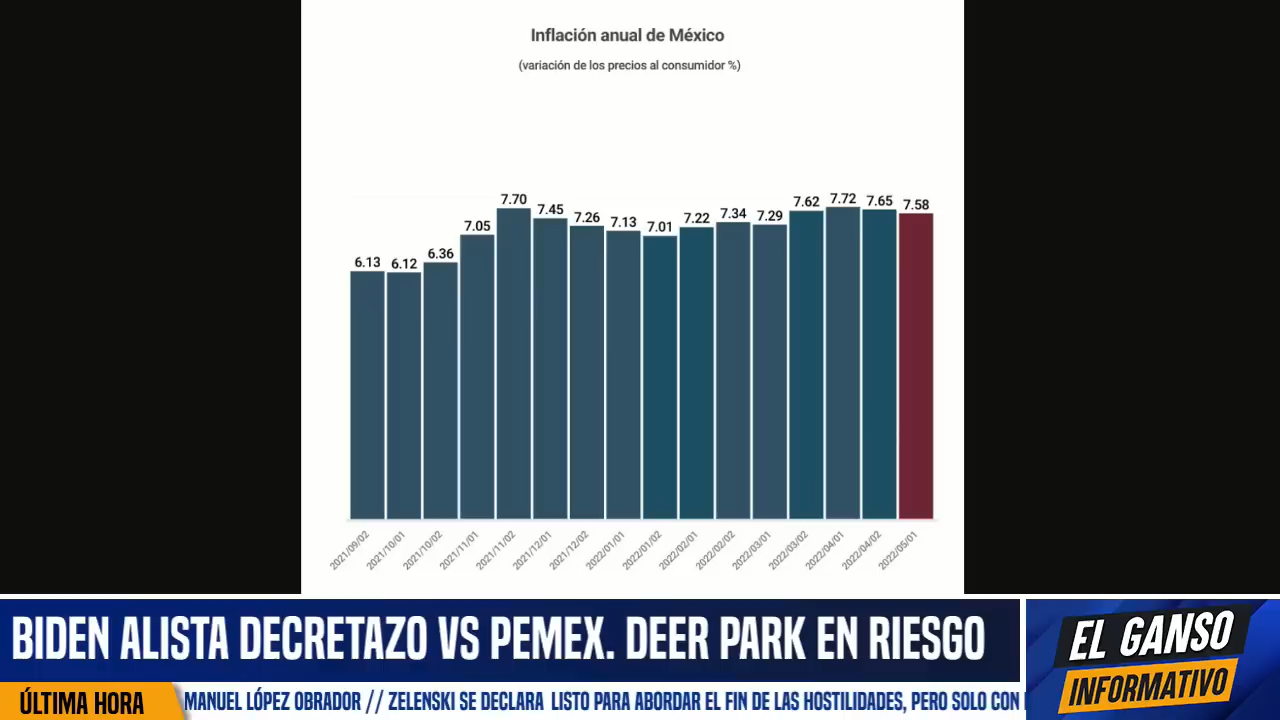 Inflación anual de México
(variación de los precios al consumidor %)
6.13 6.12 6.36 7.05 7.70 7.45 7.26 7.13 7.01 7.22 7.34 7.29 7.62 7.72 7.65 7.58
2021/09/02 2021/10/01 2021/10/02 2021/11/01 2021/11/02 2021/12/01 2021/12/02 2022/01/01 2022/01/02 2022/02/01 2022/02/02 2022/03/01 2022/03/02 2022/04/01 2022/04/02 2022/05/01
BIDEN ALISTA DECRETAZO VS PEMEX. DEER PARK EN RIESGO
EL GANSO
INFORMATIVO
ÚLTIMA HORA
MANUEL LÓPEZ OBRADOR // ZELENSKI SE DECLARA LISTO PARA ABORDAR EL FIN DE LAS HOSTILIDADES, PERO SOLO CON